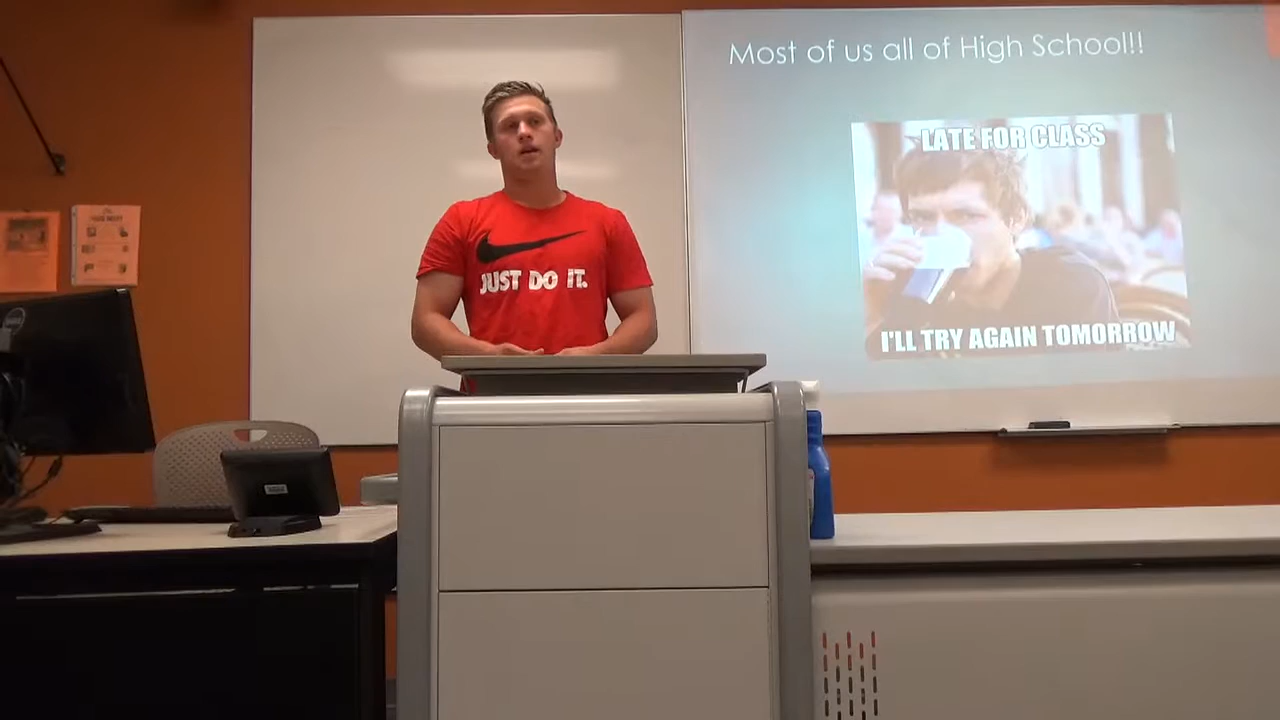 Most of us all of High School!!
LATE FOR CLASS
I'LL TRY AGAIN TOMORROW
JUST DO IT.